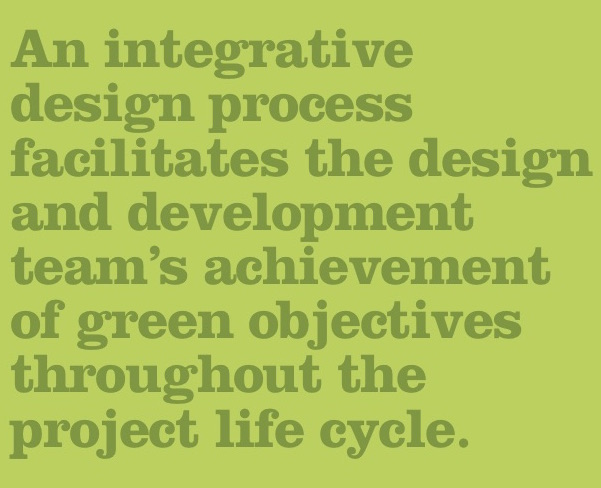 An integrative
design process
facilitates the design
and development
team’s achievement
of green objectives
throughout the
project life cycle.